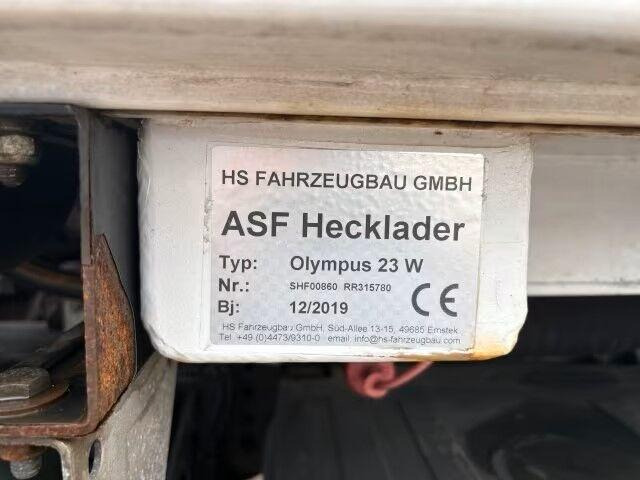 HS FAHRZEUGBAU GMBH
ASF Hecklader
Typ: Olympus 23 W
Nr.: SHF00860 RR315780
Bj: 12/2019
CE
HS Fahrzeugbau GmbH, Süd-Allee 13-15, 49685 Emstek
Tel +49 (0)4473/9310-0 email: info@hs-fahrzeugbau.com